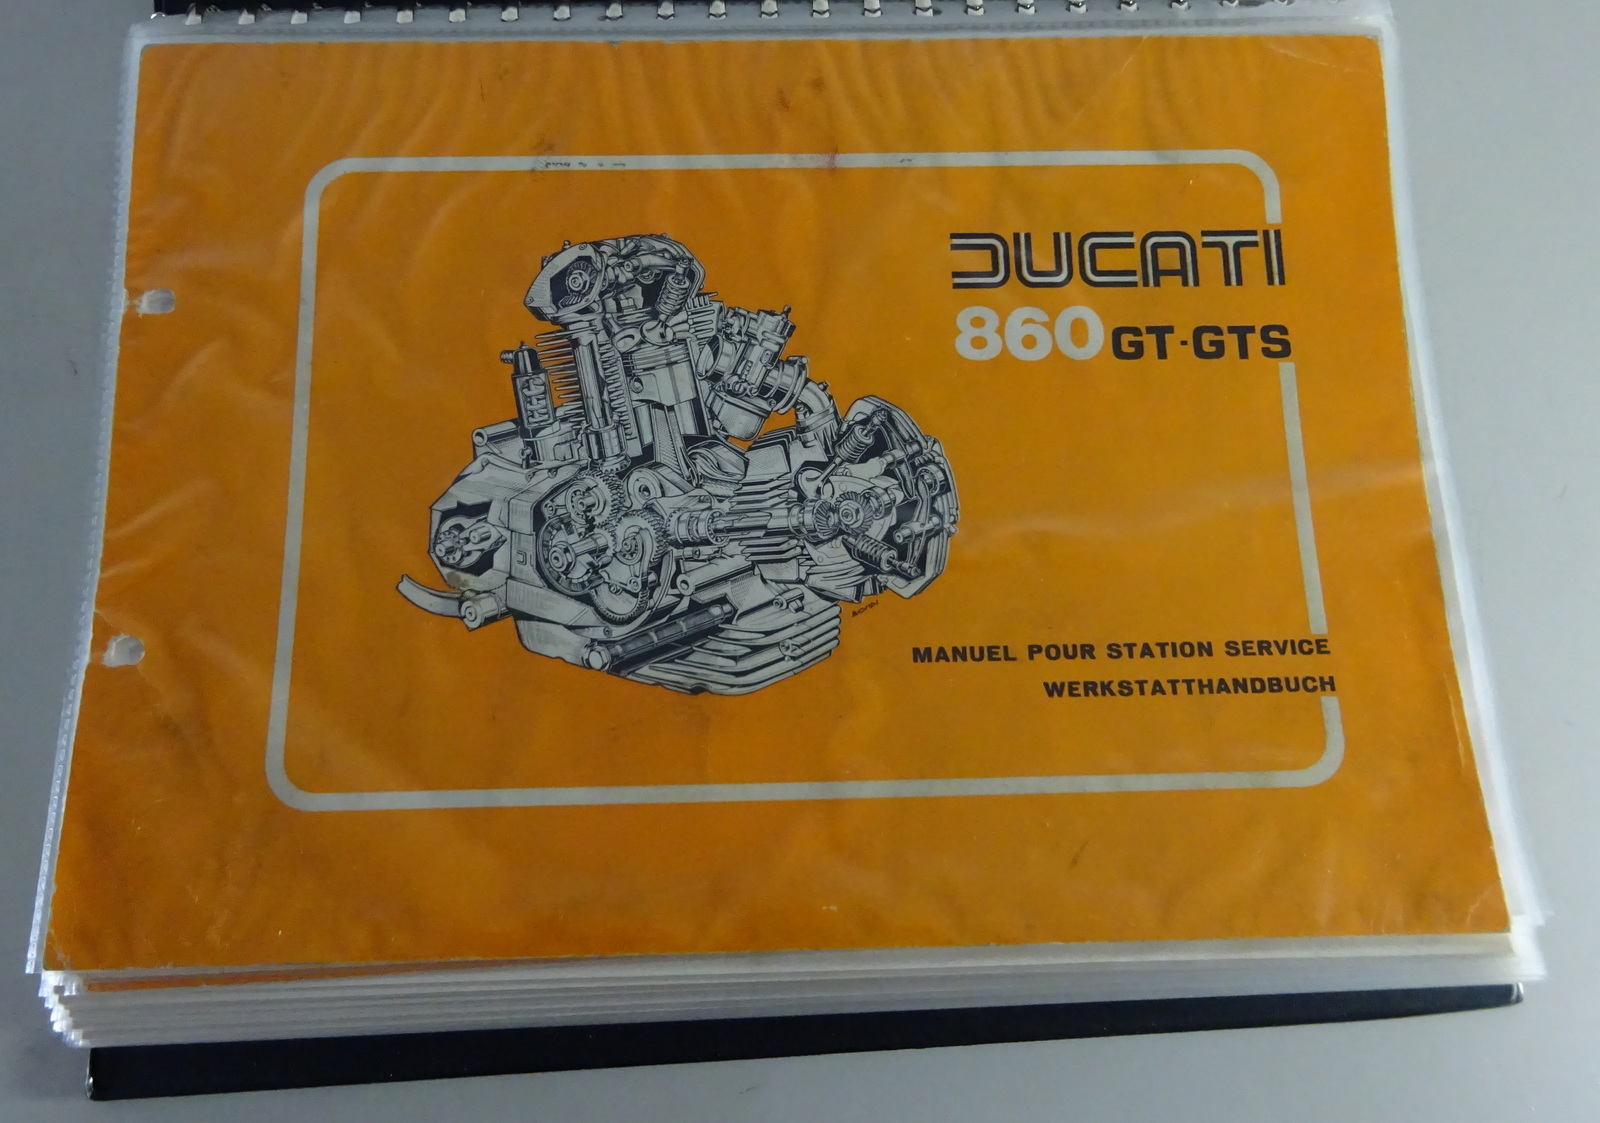 DUCATI
860 GT-GTS
MANUEL POUR STATION SERVICE
WERKSTATTHANDBUCH